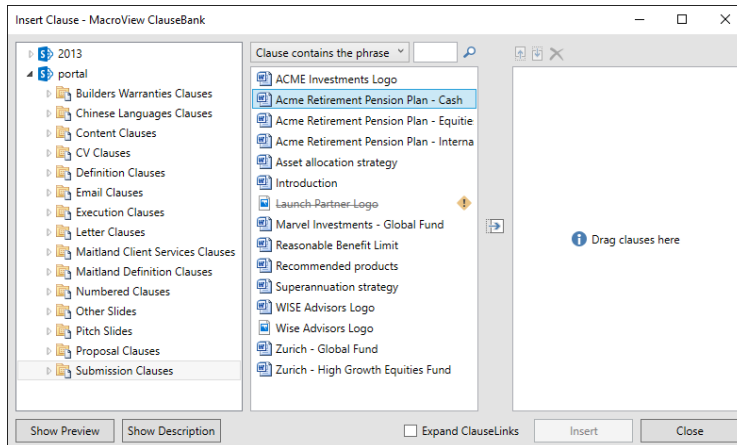 Insert Clause - MacroView ClauseBank
2013
portal
Builders Warranties Clauses
Chinese Languages Clauses
Content Clauses
CV Clauses
Definition Clauses
Email Clauses
Execution Clauses
Letter Clauses
Maitland Client Services Clauses
Maitland Definition Clauses
Numbered Clauses
Other Slides
Pitch Slides
Proposal Clauses
Submission Clauses
Clause contains the phrase
ACME Investments Logo
Acme Retirement Pension Plan - Cash
Acme Retirement Pension Plan - Equitie
Acme Retirement Pension Plan - Interna
Asset allocation strategy
Introduction
Launch Partner Logo
Marvel Investments - Global Fund
Reasonable Benefit Limit
Recommended products
Superannuation strategy
WISE Advisors Logo
Wise Advisors Logo
Zurich - Global Fund
Zurich - High Growth Equities Fund
Drag clauses here
Show Preview
Show Description
Expand ClauseLinks
Insert
Close